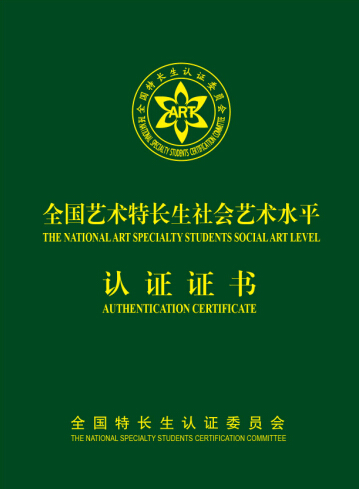 全国特长生认证委员会
ART
THE NATIONAL SPECIALTY STUDENTS CERTIFICATION COMMITTEE
全国艺术特长生社会艺术水平
THE NATIONAL ART SPECIALTY STUDENTS SOCIAL ART LEVEL
认证证书
AUTHENTICATION CERTIFICATE
全国特长生认证委员会
THE NATIONAL SPECIALTY STUDENTS CERTIFICATION COMMITTEE